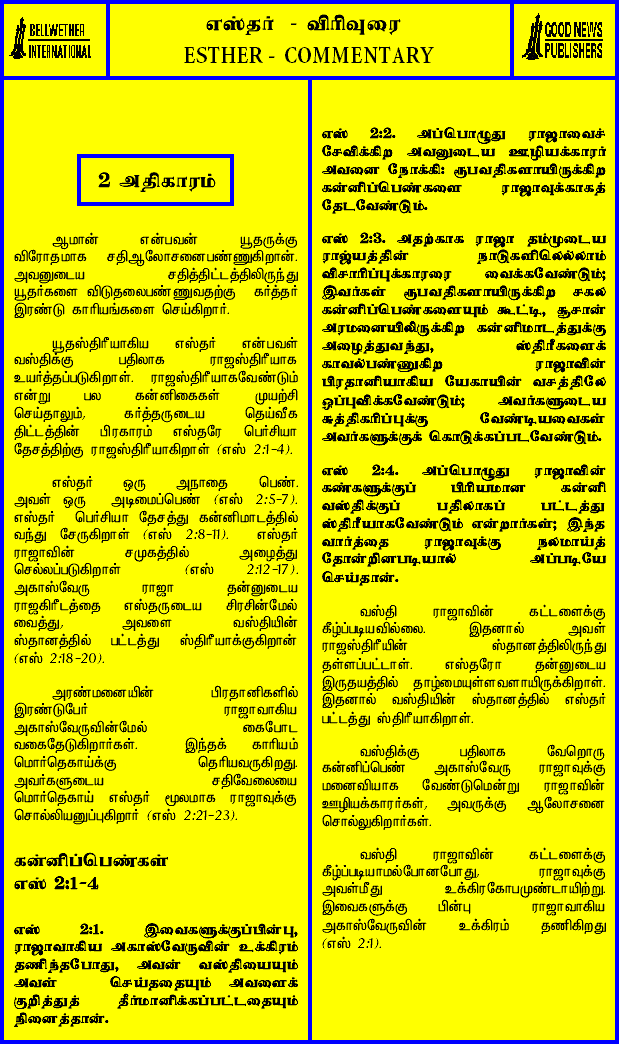 BELLWETHER
INTERNATIONAL
எஸ்தர் - விரிவுரை
ESTHER - COMMENTARY
GOOD NEWS
PUBLISHERS
2 அதிகாரம்
ஆமான் என்பவன் யூதருக்கு
விரோதமாக சதிஆலோசனைபண்ணுகிறான்.
அவனுடைய சதித்திட்டத்திலிருந்து
யூதர்களை விடுதலைபண்ணுவதற்கு கர்த்தர்
இரண்டு காரியங்களை செய்கிறார்.
யூதஸ்திரீயாகிய எஸ்தர் என்பவள்
வஸ்திக்கு பதிலாக ராஜஸ்திரீயாக
உயர்த்தப்படுகிறாள். ராஜஸ்திரீயாகவேண்டும்
என்று பல கன்னிகைகள் முயற்சி
செய்தாலும், கர்த்தருடைய தெய்வீக
திட்டத்தின் பிரகாரம் எஸ்தரே பெர்சியா
தேசத்திற்கு ராஜஸ்திரீயாகிறாள் (எஸ் 2:1-4).
எஸ்தர் ஒரு அநாதை பெண்.
அவள் ஒரு அடிமைப்பெண் (எஸ் 2:5-7).
எஸ்தர் பெர்சியா தேசத்து கன்னிமாடத்தில்
வந்து சேருகிறாள் (எஸ் 2:8-11). எஸ்தர்
ராஜாவின் சமுகத்தில் அழைத்து
செல்லப்படுகிறாள் (எஸ் 2:12-17).
அகாஸ்வேரு ராஜா தன்னுடைய
ராஜகிரீடத்தை எஸ்தருடைய சிரசின்மேல்
வைத்து, அவளை வஸ்தியின்
ஸ்தானத்தில் பட்டத்து ஸ்திரீயாக்குகிறான்
(எஸ் 2:18-20).
அரண்மனையின் பிரதானிகளில்
இரண்டுபேர் ராஜாவாகிய
அகாஸ்வேருவின்மேல் கைபோட
வகைதேடுகிறார்கள். இந்தக் காரியம்
மொர்தெகாய்க்கு தெரியவருகிறது.
அவர்களுடைய சதிவேலையை
மொர்தெகாய் எஸ்தர் மூலமாக ராஜாவுக்கு
சொல்லியனுப்புகிறார் (எஸ் 2:21-23).
கன்னிப்பெண்கள்
எஸ் 2:1-4
எஸ் 2:1. இவைகளுக்குப்பின்பு,
ராஜாவாகிய அகாஸ்வேருவின் உக்கிரம்
தணிந்தபோது, அவன் வஸ்தியையும்
அவள் செய்ததையும் அவளைக்
குறித்துத் தீர்மானிக்கப்பட்டதையும்
நினைத்தான்.
எஸ் 2:2. அப்பொழுது ராஜாவைச்
சேவிக்கிற அவனுடைய ஊழியக்காரர்
அவனை நோக்கி: ரூபவதிகளாயிருக்கிற
கன்னிப்பெண்களை ராஜாவுக்காகத்
தேடவேண்டும்.
எஸ் 2:3. அதற்காக ராஜா தம்முடைய
ராஜ்யத்தின் நாடுகளிலெல்லாம்
விசாரிப்புக்காரரை வைக்கவேண்டும்;
இவர்கள் ரூபவதிகளாயிருக்கிற சகல
கன்னிப்பெண்களையும் கூட்டி, சூசான்
அரமனையிலிருக்கிற கன்னிமாடத்துக்கு
அழைத்துவந்து, ஸ்திரீகளைக்
காவல்பண்ணுகிற ராஜாவின்
பிரதானியாகிய யேகாயின் வசத்திலே
ஒப்புவிக்கவேண்டும்; அவர்களுடைய
சுத்திகரிப்புக்கு வேண்டியவைகள்
அவர்களுக்குக் கொடுக்கப்படவேண்டும்.
எஸ் 2:4. அப்பொழுது ராஜாவின்
கண்களுக்குப் பிரியமான கன்னி
வஸ்திக்குப் பதிலாகப் பட்டத்து
ஸ்திரீயாகவேண்டும் என்றார்கள்; இந்த
வார்த்தை ராஜாவுக்கு நலமாய்த்
தோன்றினபடியால் அப்படியே
செய்தான்.
வஸ்தி ராஜாவின் கட்டளைக்கு
கீழ்ப்படியவில்லை. இதனால் அவள்
ராஜஸ்திரீயின் ஸ்தானத்திலிருந்து
தள்ளப்பட்டாள். எஸ்தரோ தன்னுடைய
இருதயத்தில் தாழ்மையுள்ளவளாயிருக்கிறாள்.
இதனால் வஸ்தியின் ஸ்தானத்தில் எஸ்தர்
பட்டத்து ஸ்திரீயாகிறாள்.
வஸ்திக்கு பதிலாக வேறொரு
கன்னிப்பெண் அகாஸ்வேரு ராஜாவுக்கு
மனைவியாக வேண்டுமென்று ராஜாவின்
ஊழியக்காரர்கள், அவருக்கு ஆலோசனை
சொல்லுகிறார்கள்.
வஸ்தி ராஜாவின் கட்டளைக்கு
கீழ்ப்படியாமல்போனபோது, ராஜாவுக்கு
அவள்மீது உக்கிரகோபமுண்டாயிற்று.
இவைகளுக்கு பின்பு ராஜாவாகிய
அகாஸ்வேருவின் உக்கிரம் தணிகிறது
(எஸ் 2:1).